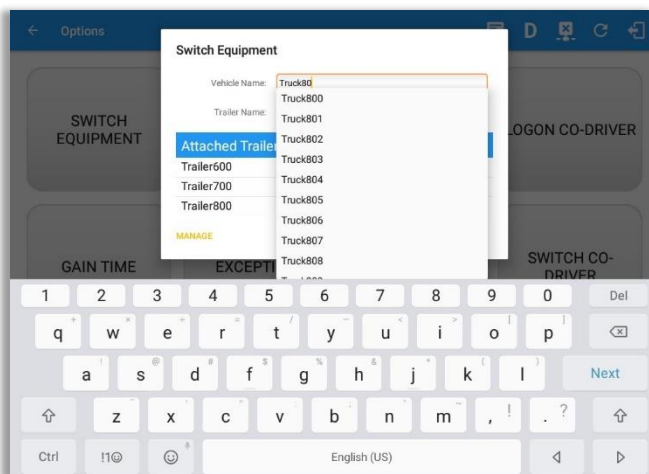 Options
D
Switch Equipment
Vehicle Name:
Truck80
Trailer Name:
Truck800
Truck801
Truck802
Truck803
Truck804
Truck805
Truck806
Truck807
Truck808
Attached Traile
Trailer600
Trailer700
Trailer800
MANAGE
SWITCH
EQUIPMENT
LOGON CO-DRIVER
GAIN TIME
EXCEPTI
SWITCH CO-
DRIVER
1 2 3 4 5 6 7 8 9 0 Del
+ × ÷ = / _ < > [ ]
q w e r t y u i o p
! @ # $ % & * ( )
a s d f g h j k l Next
z x c v b n m , ! . ?
Ctrl !1☺ English (US)